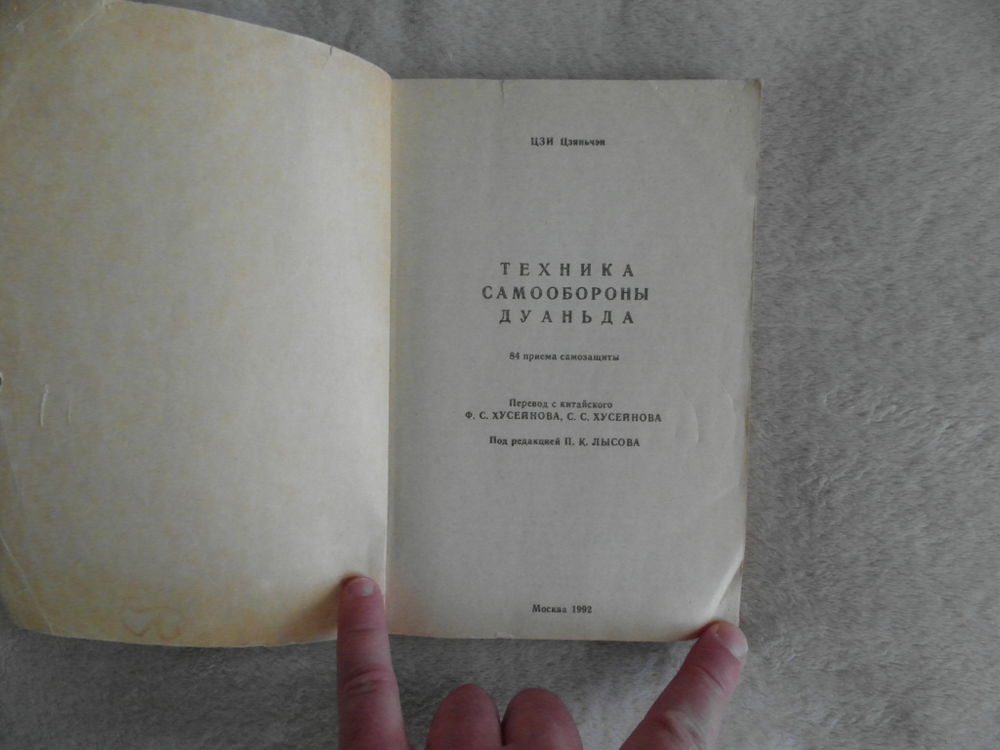 ЦЗИ Цзяньчэн
ТЕХНИКА
САМООБОРОНЫ
ДУАНЬДА
84 приема самозащиты
Перевод с китайского
Ф. С. ХУСЕЙНОВА, С. С. ХУСЕЙНОВА
Под редакцией П. К. ЛЫСОВА
Москва 1992